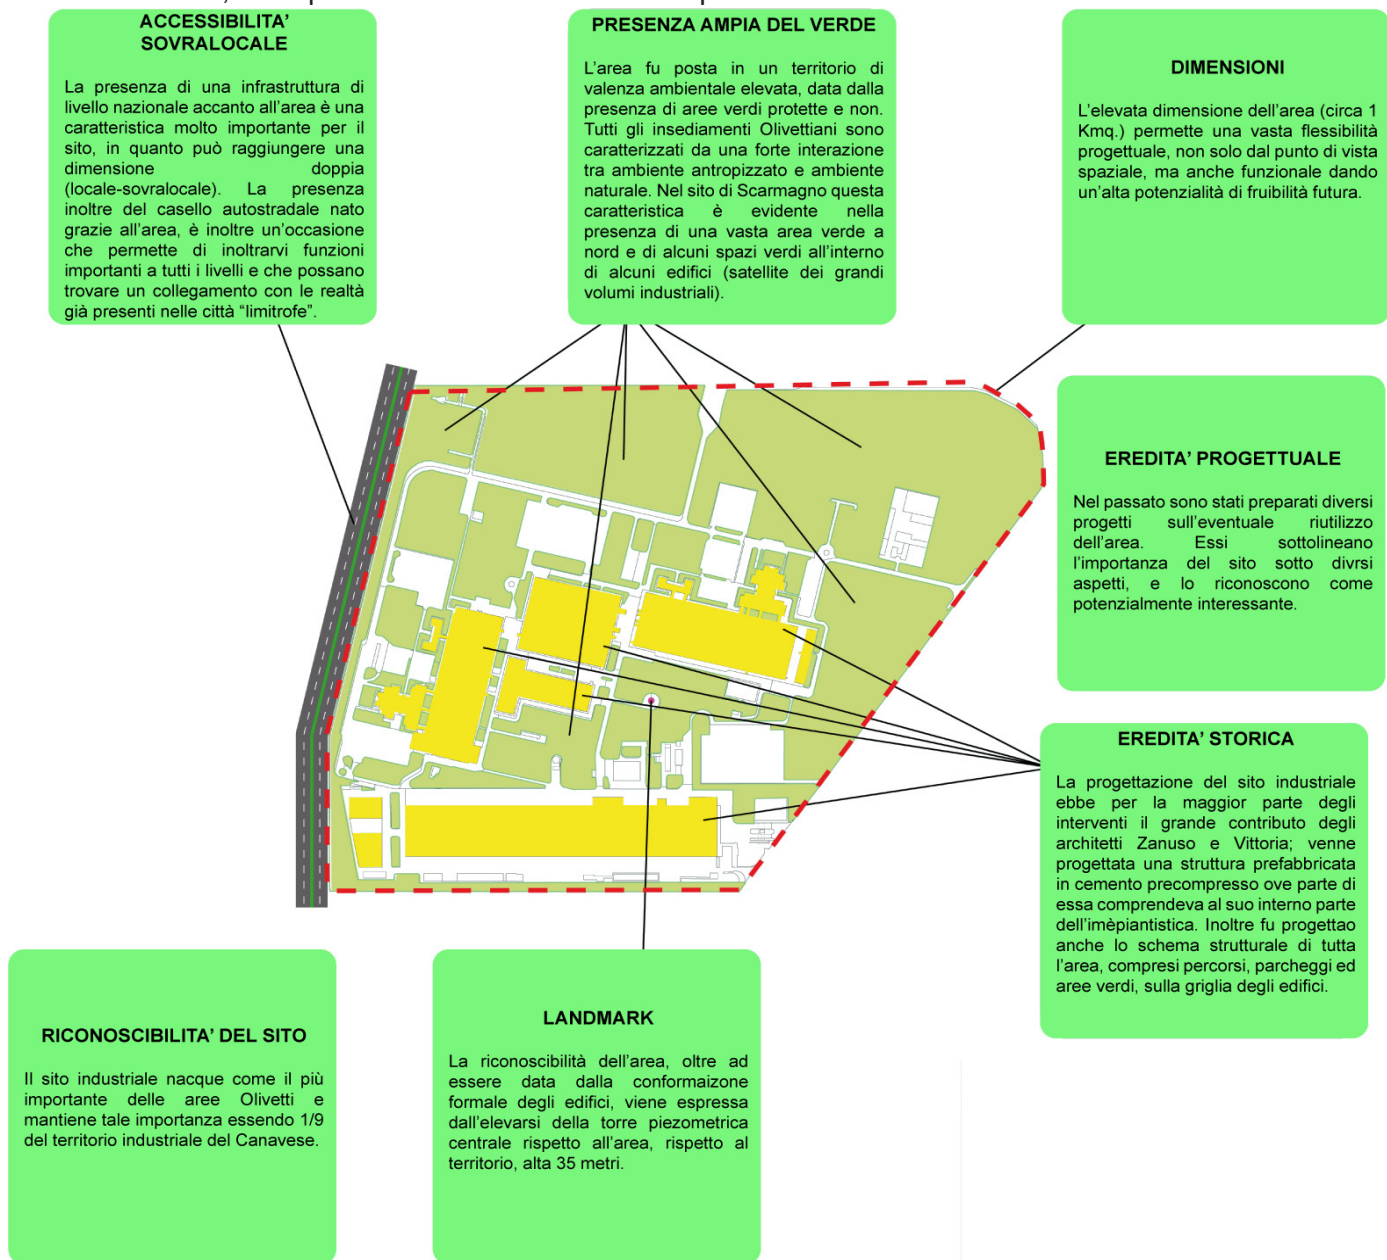 ACCESSIBILITA’
SOVRALOCALE
La presenza di una infrastruttura di
livello nazionale accanto all’area è una
caratteristica molto importante per il
sito, in quanto può raggiungere una
dimensione doppia
(locale-sovralocale). La presenza
inoltre del casello autostradale nato
grazie all’area, è inoltre un’occasione
che permette di inoltrarvi funzioni
importanti a tutti i livelli e che possano
trovare un collegamento con le realtà
già presenti nelle città “limitrofe”.
PRESENZA AMPIA DEL VERDE
L’area fu posta in un territorio di
valenza ambientale elevata, data dalla
presenza di aree verdi protette e non.
Tutti gli insediamenti Olivettiani sono
caratterizzati da una forte interazione
tra ambiente antropizzato e ambiente
naturale. Nel sito di Scarmagno questa
caratteristica è evidente nella
presenza di una vasta area verde a
nord e di alcuni spazi verdi all’interno
di alcuni edifici (satellite dei grandi
volumi industriali).
DIMENSIONI
L’elevata dimensione dell’area (circa 1
Kmq.) permette una vasta flessibilità
progettuale, non solo dal punto di vista
spaziale, ma anche funzionale dando
un’alta potenzialità di fruibilità futura.
EREDITA’ PROGETTUALE
Nel passato sono stati preparati diversi
progetti sull’eventuale riutilizzo
dell’area. Essi sottolineano
l’importanza del sito sotto divrsi
aspetti, e lo riconoscono come
potenzialmente interessante.
EREDITA’ STORICA
La progettazione del sito industriale
ebbe per la maggior parte degli
interventi il grande contributo degli
architetti Zanuso e Vittoria; venne
progettata una struttura prefabbricata
in cemento precompresso ove parte di
essa comprendeva al suo interno parte
dell’imèpiantistica. Inoltre fu progettao
anche lo schema strutturale di tutta
l’area, compresi percorsi, parcheggi ed
aree verdi, sulla griglia degli edifici.
RICONOSCIBILITA’ DEL SITO
Il sito industriale nacque come il più
importante delle aree Olivetti e
mantiene tale importanza essendo 1/9
del territorio industriale del Canavese.
LANDMARK
La riconoscibilità dell’area, oltre ad
essere data dalla conformaizone
formale degli edifici, viene espressa
dall’elevarsi della torre piezometrica
centrale rispetto all’area, rispetto al
territorio, alta 35 metri.